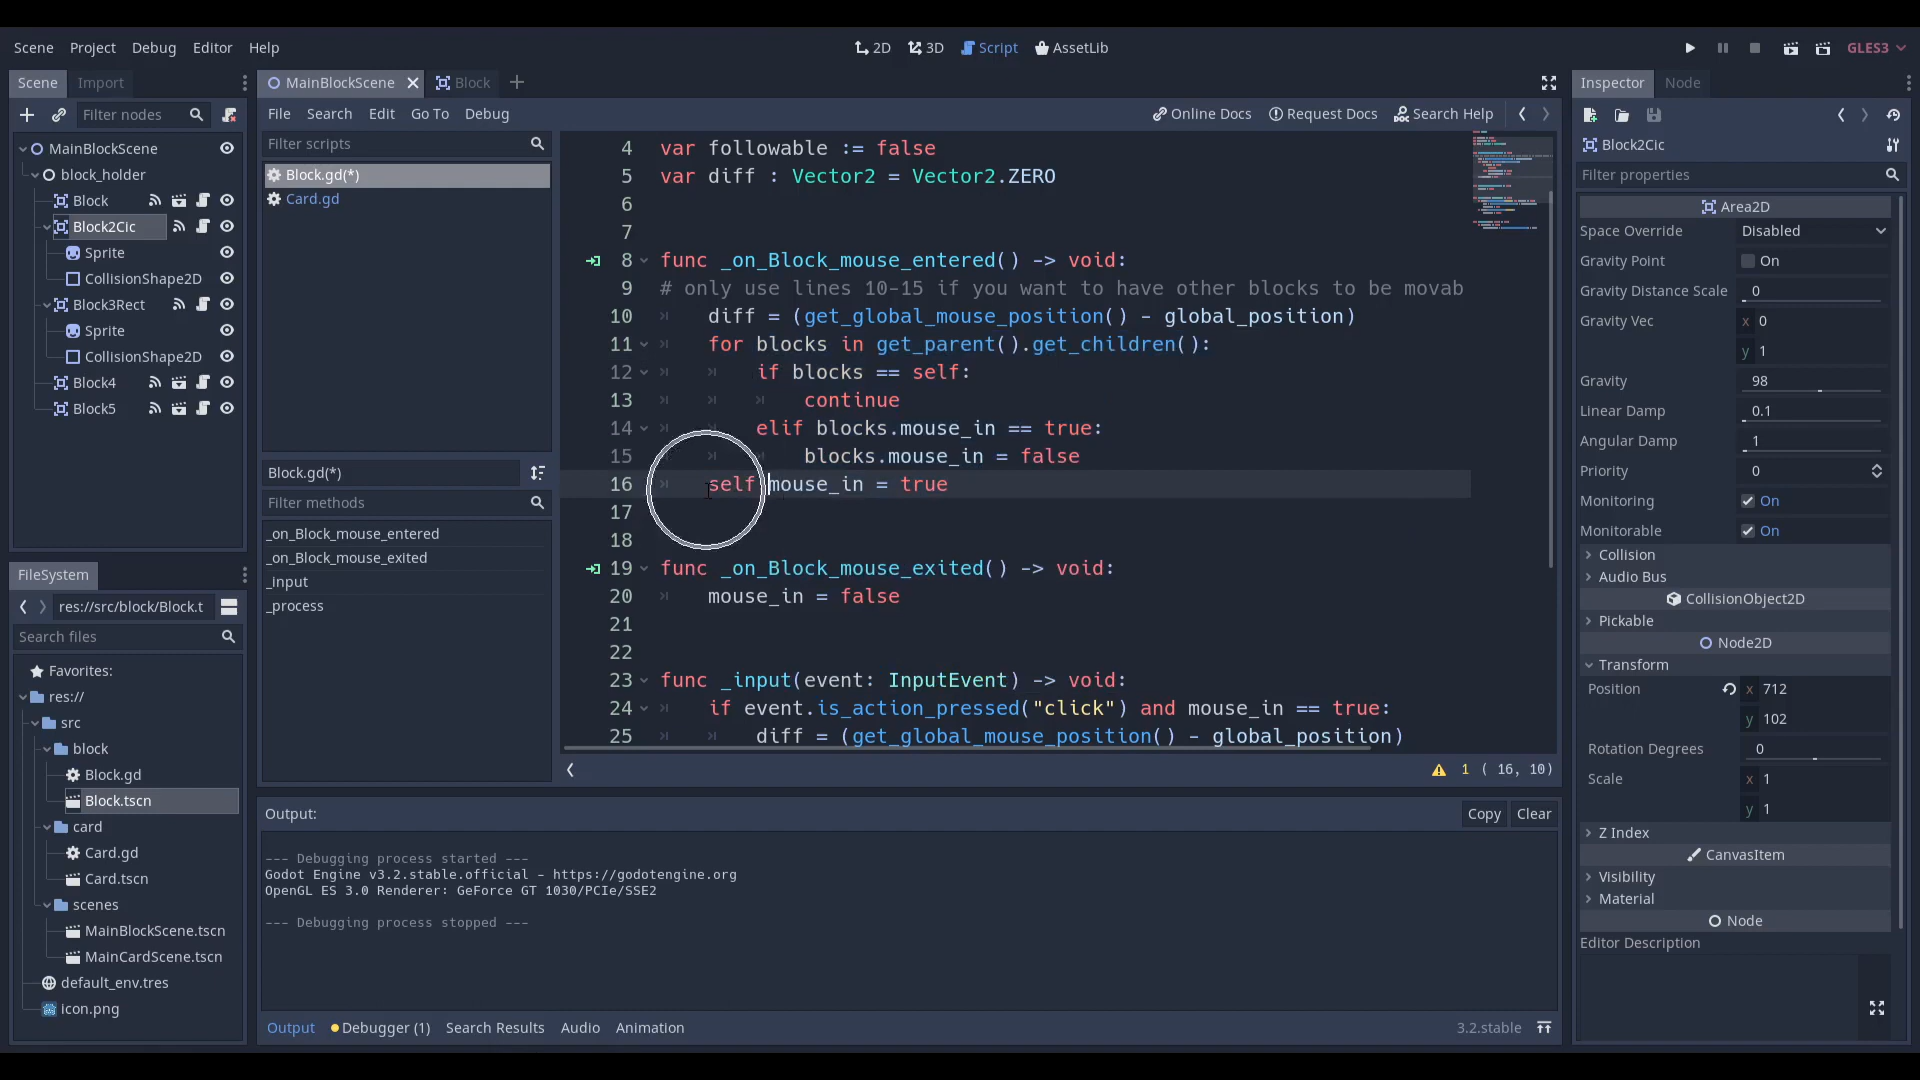 Scene Project Debug Editor Help
2D 3D Script AssetLib
GLES3
Scene Import
Filter nodes
MainBlockScene
block_holder
Block
Block2Cic
Sprite
CollisionShape2D
Block3Rect
Sprite
CollisionShape2D
Block4
Block5
FileSystem
res://src/block/Block.t
Search files
Favorites:
res://
src
block
Block.gd
Block.tscn
card
Card.gd
Card.tscn
scenes
MainBlockScene.tscn
MainCardScene.tscn
default_env.tres
icon.png
MainBlockScene Block
File Search Edit Go To Debug
Online Docs Request Docs Search Help
Filter scripts
Block.gd(*)
Card.gd
Block.gd(*)
Filter methods
_on_Block_mouse_entered
_on_Block_mouse_exited
_input
_process
4 var followable := false
5 var diff : Vector2 = Vector2.ZERO
6
7
8 func _on_Block_mouse_entered() -> void:
9 # only use lines 10-15 if you want to have other blocks to be movab
10 diff = (get_global_mouse_position() - global_position)
11 for blocks in get_parent().get_children():
12 if blocks == self:
13 continue
14 elif blocks.mouse_in == true:
15 blocks.mouse_in = false
16 self.mouse_in = true
17
18
19 func _on_Block_mouse_exited() -> void:
20 mouse_in = false
21
22
23 func _input(event: InputEvent) -> void:
24 if event.is_action_pressed("click") and mouse_in == true:
25 diff = (get_global_mouse_position() - global_position)
1 ( 16, 10)
Output:
Copy Clear
--- Debugging process started ---
Godot Engine v3.2.stable.official - https://godotengine.org
OpenGL ES 3.0 Renderer: GeForce GT 1030/PCIe/SSE2
--- Debugging process stopped ---
Output Debugger (1) Search Results Audio Animation
3.2.stable
Inspector Node
Block2Cic
Filter properties
Area2D
Space Override Disabled
Gravity Point On
Gravity Distance Scale 0
Gravity Vec x 0
y 1
Gravity 98
Linear Damp 0.1
Angular Damp 1
Priority 0
Monitoring On
Monitorable On
Collision
Audio Bus
CollisionObject2D
Pickable
Node2D
Transform
Position x 712
y 102
Rotation Degrees 0
Scale x 1
y 1
Z Index
CanvasItem
Visibility
Material
Node
Editor Description